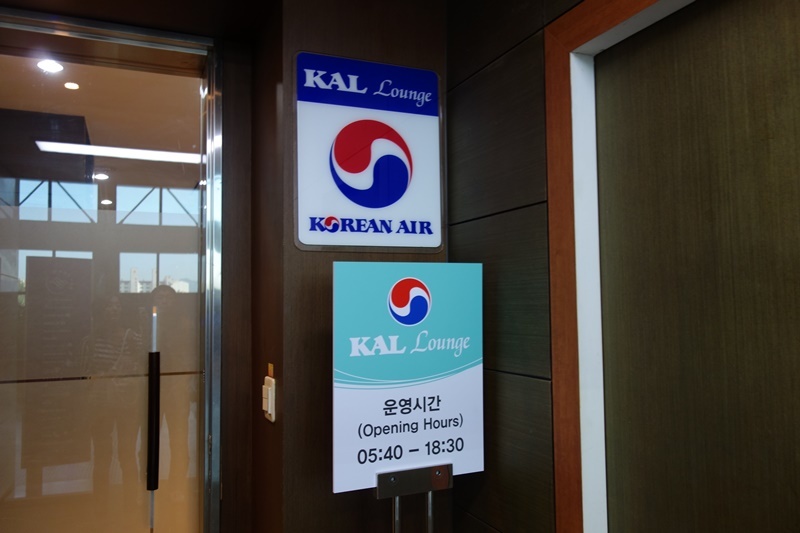 KAL Lounge
KOREAN AIR
KAL Lounge
운영시간
(Opening Hours)
05:40 - 18:30